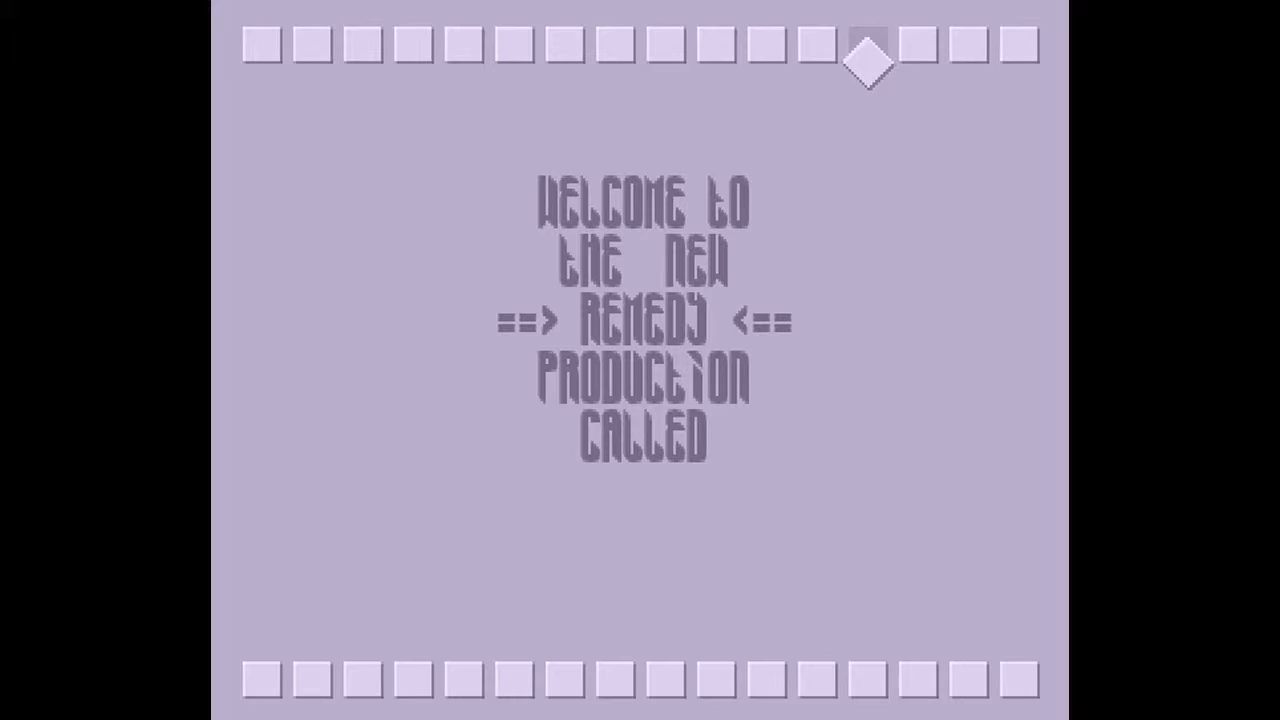 WELCOME tO
tHE NEW
==> REMEDY <==
PRODUCtiON
CALLED